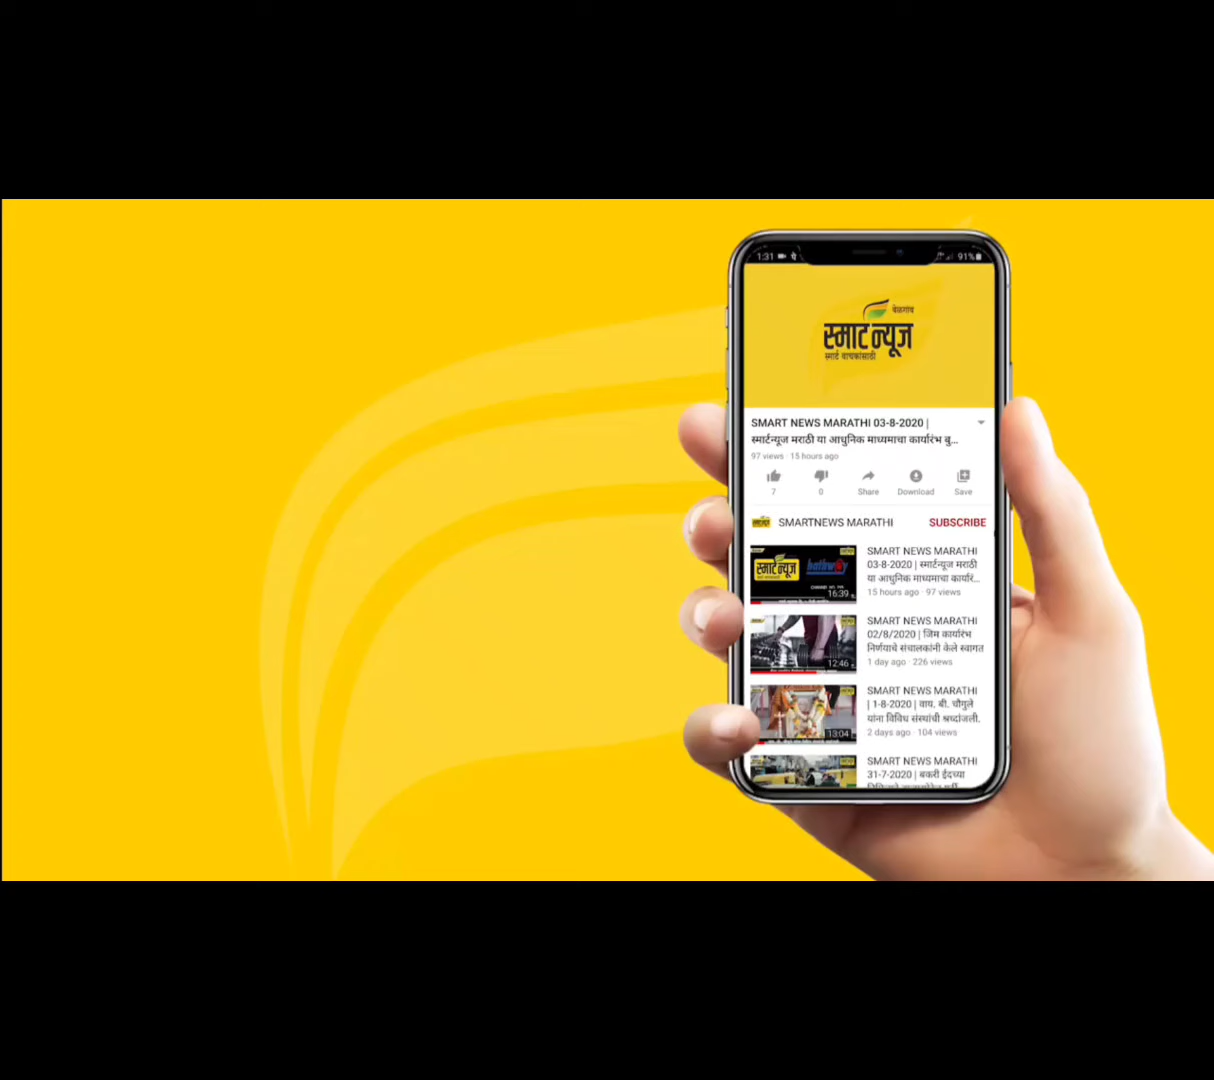 1:31
91%
बेळगांव
स्मार्ट न्यूज
स्मार्ट वाचकांसाठी
SMART NEWS MARATHI 03-8-2020 |
स्मार्टन्यूज मराठी या आधुनिक माध्यमाचा कार्यारंभ बु...
97 views · 15 hours ago
7
0
Share
Download
Save
SMARTNEWS MARATHI
SUBSCRIBE
स्मार्ट न्यूज
hathway
16:39
SMART NEWS MARATHI
03-8-2020 | स्मार्टन्यूज मराठी
या आधुनिक माध्यमाचा कार्यारं...
15 hours ago · 97 views
12:46
SMART NEWS MARATHI
02/8/2020 | जिम कार्यारंभ
निर्णयाचे संचालकांनी केले स्वागत
1 day ago · 226 views
13:04
SMART NEWS MARATHI
| 1-8-2020 | वाय. बी. चौगुले
यांना विविध संस्थांची श्रध्दांजली.
2 days ago · 104 views
SMART NEWS MARATHI
31-7-2020 | बकरी ईदच्या